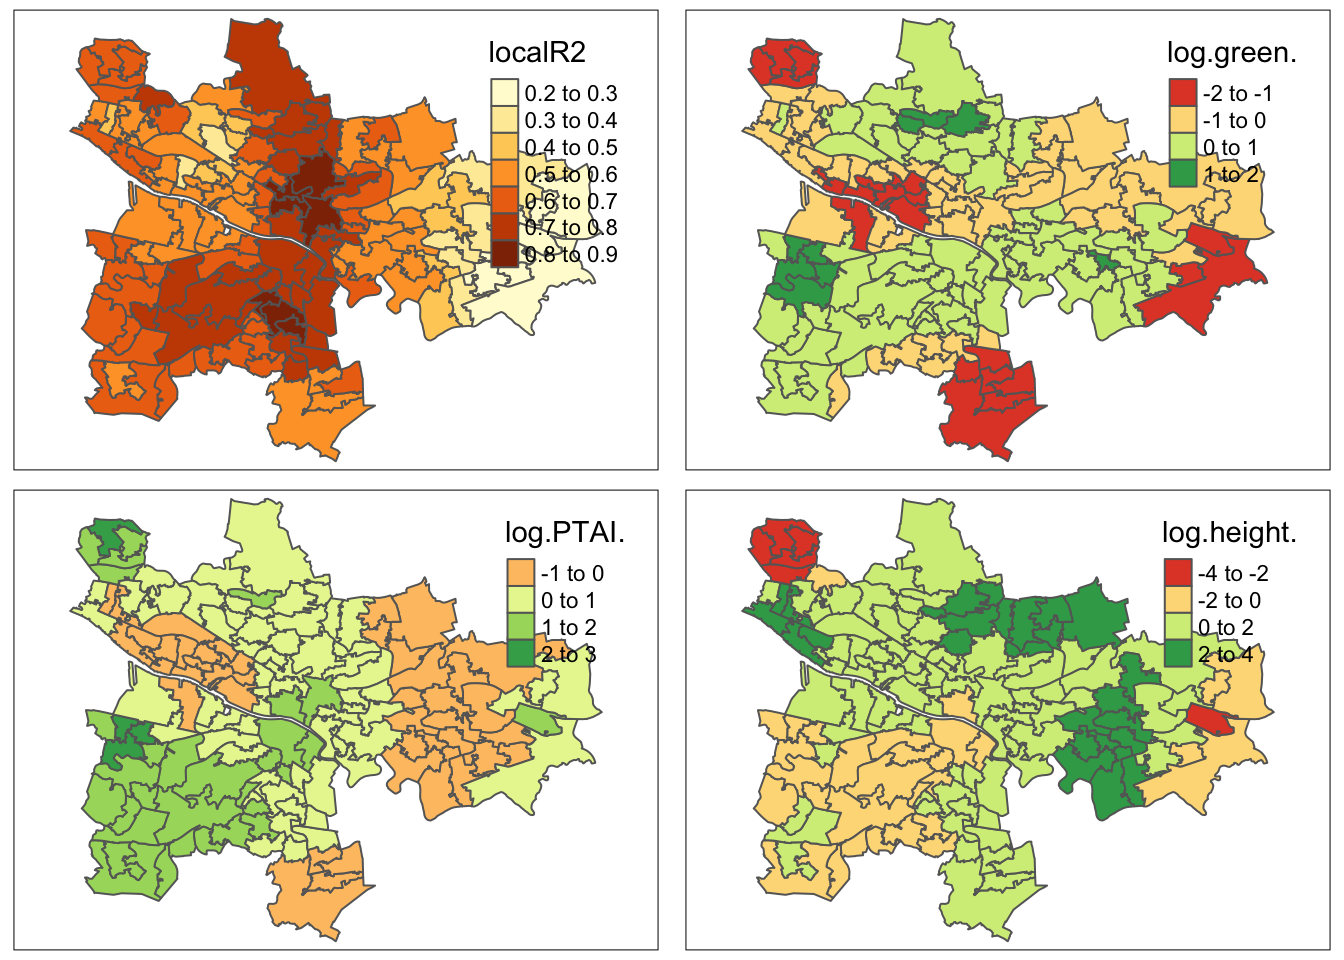 localR2
0.2 to 0.3
0.3 to 0.4
0.4 to 0.5
0.5 to 0.6
0.6 to 0.7
0.7 to 0.8
0.8 to 0.9
log.green.
-2 to -1
-1 to 0
0 to 1
1 to 2
log.PTAI.
-1 to 0
0 to 1
1 to 2
2 to 3
log.height.
-4 to -2
-2 to 0
0 to 2
2 to 4